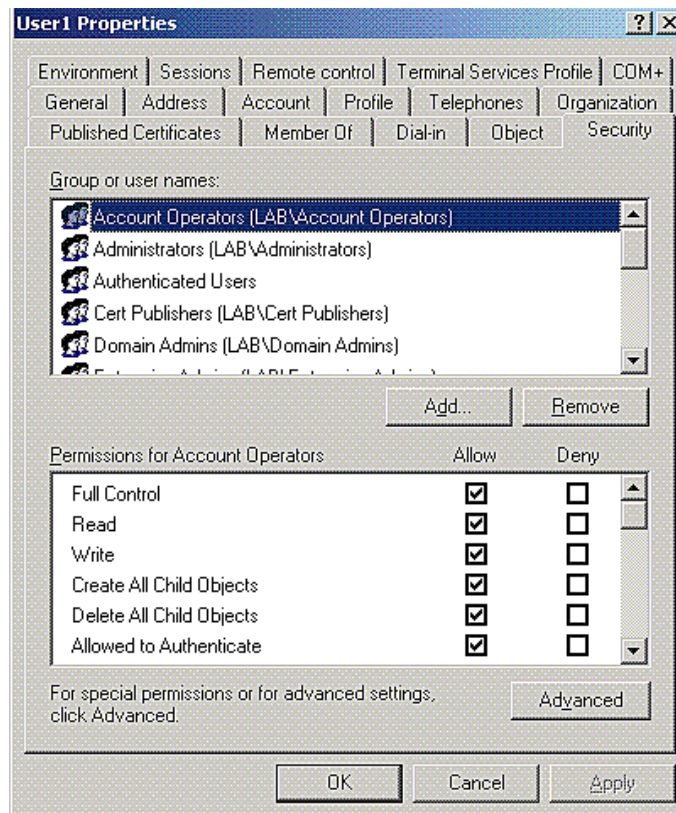 User1 Properties
Environment Sessions Remote control Terminal Services Profile COM+
General Address Account Profile Telephones Organization
Published Certificates Member Of Dial-in Object Security
Group or user names:
Account Operators (LAB\Account Operators)
Administrators (LAB\Administrators)
Authenticated Users
Cert Publishers (LAB\Cert Publishers)
Domain Admins (LAB\Domain Admins)
Add... Remove
Permissions for Account Operators Allow Deny
Full Control
Read
Write
Create All Child Objects
Delete All Child Objects
Allowed to Authenticate
For special permissions or for advanced settings,
click Advanced.
Advanced
OK Cancel Apply